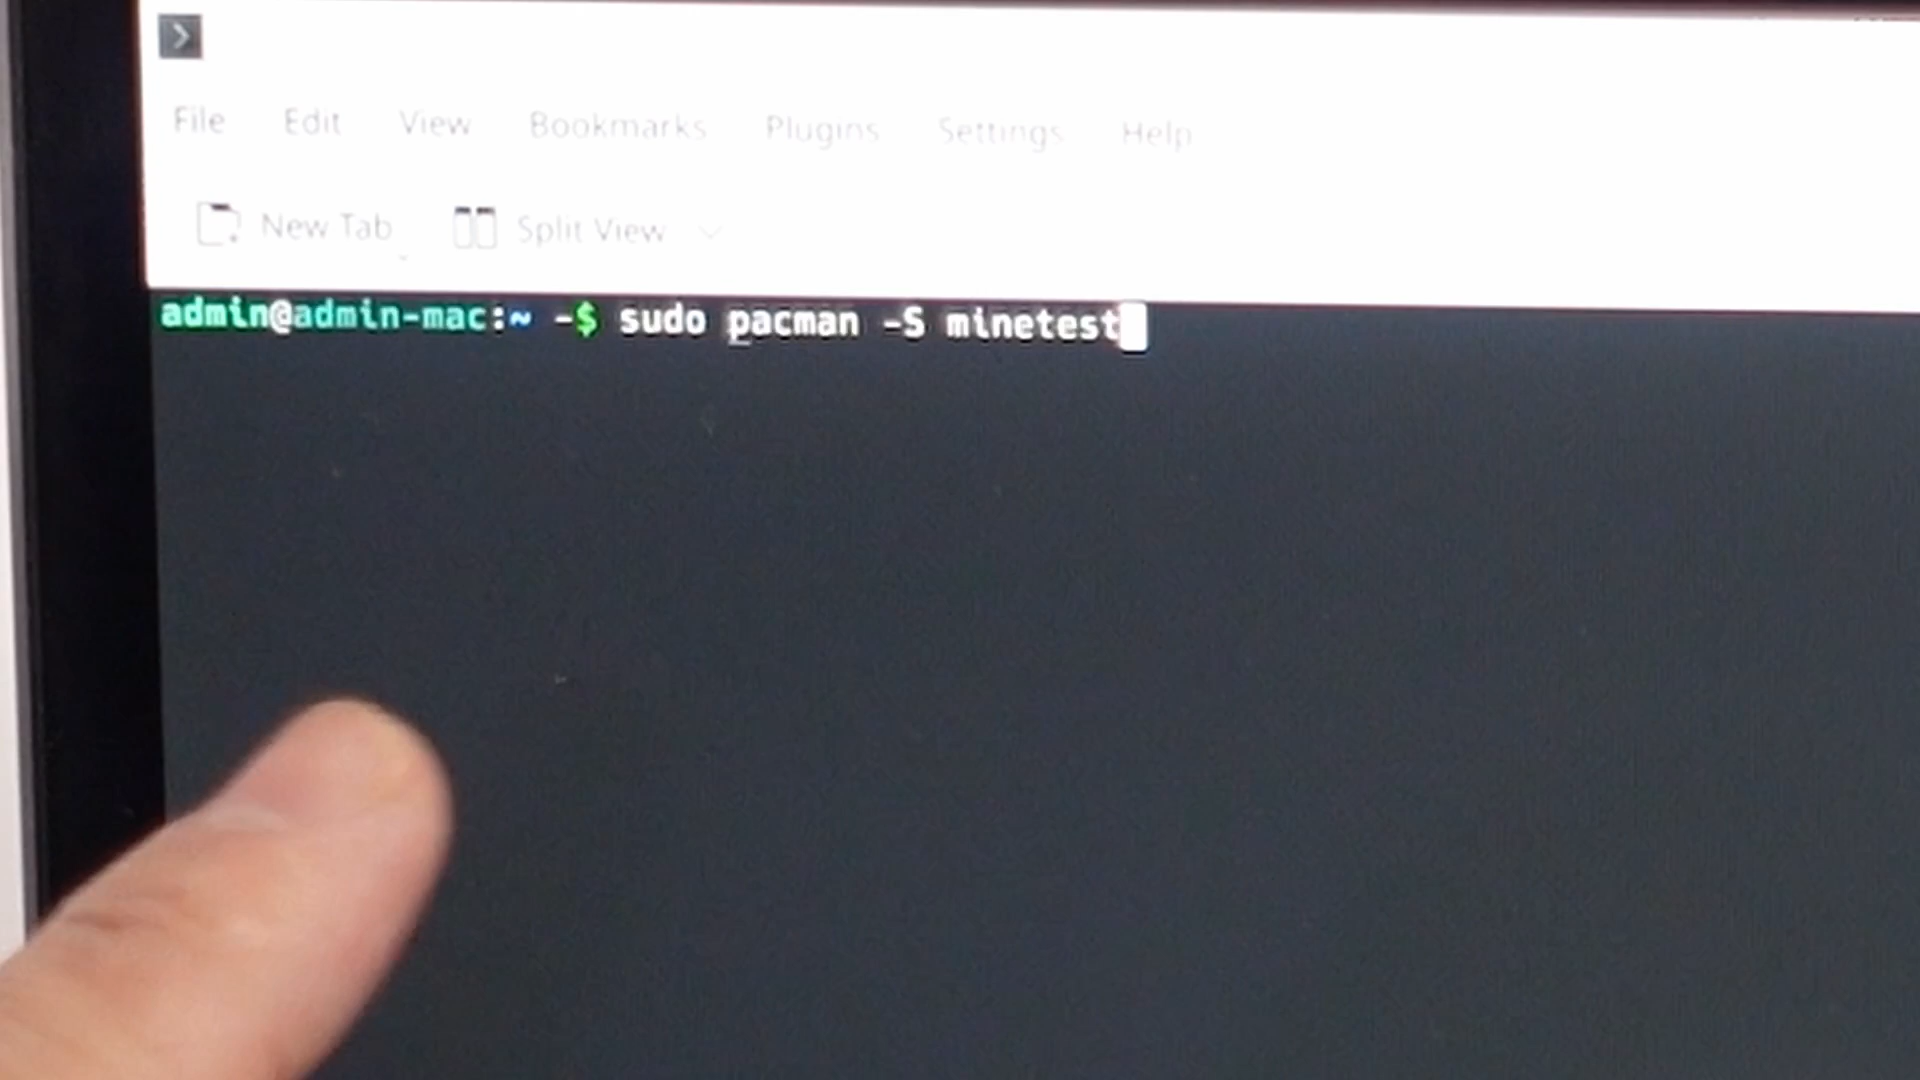 File Edit View Bookmarks Plugins Settings Help
New Tab Split View
admin@admin-mac:~ -$ sudo pacman -S minetest